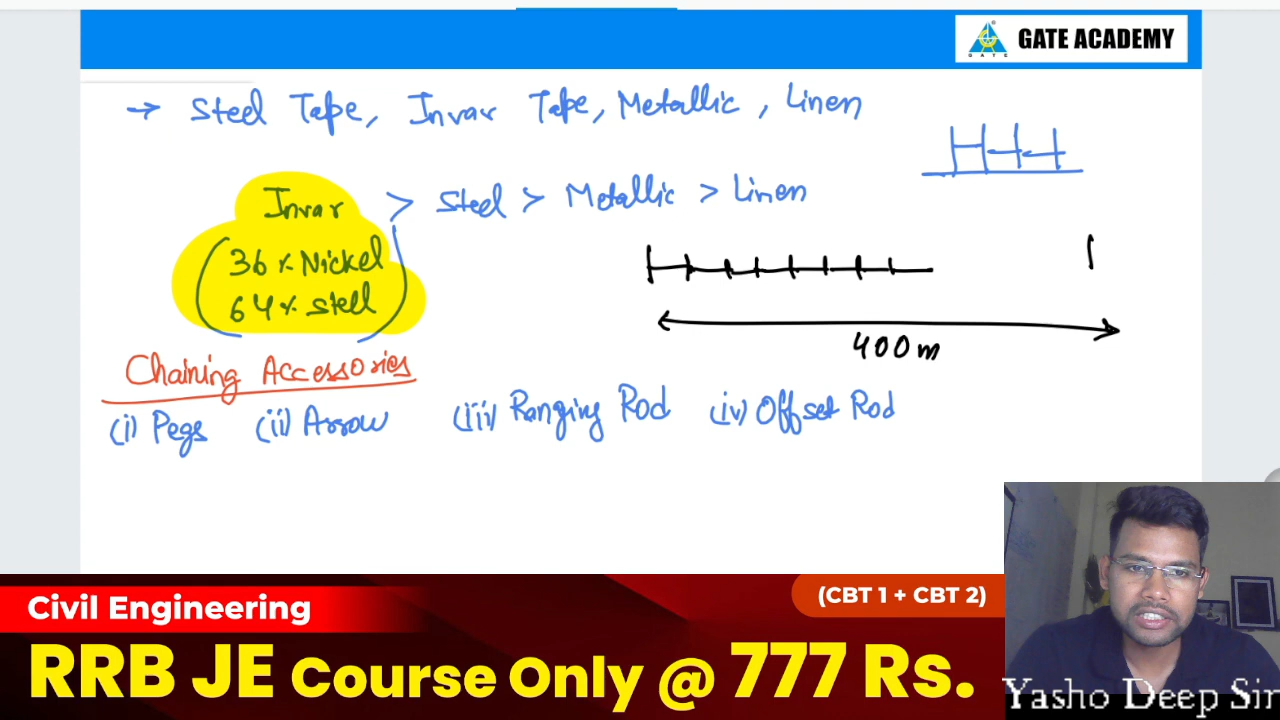 GATE ACADEMY
GATE
→ Steel Tape, Invar Tape, Metallic, Linen
Invar > Steel > Metallic > Linen
(36% Nickel
64% Steel)
400m
Chaining Accessories
(i) Pegs (ii) Arrow (iii) Ranging Rod (iv) Offset Rod
Civil Engineering
(CBT 1 + CBT 2)
RRB JE Course Only @ 777 Rs.
Yasho Deep Sir